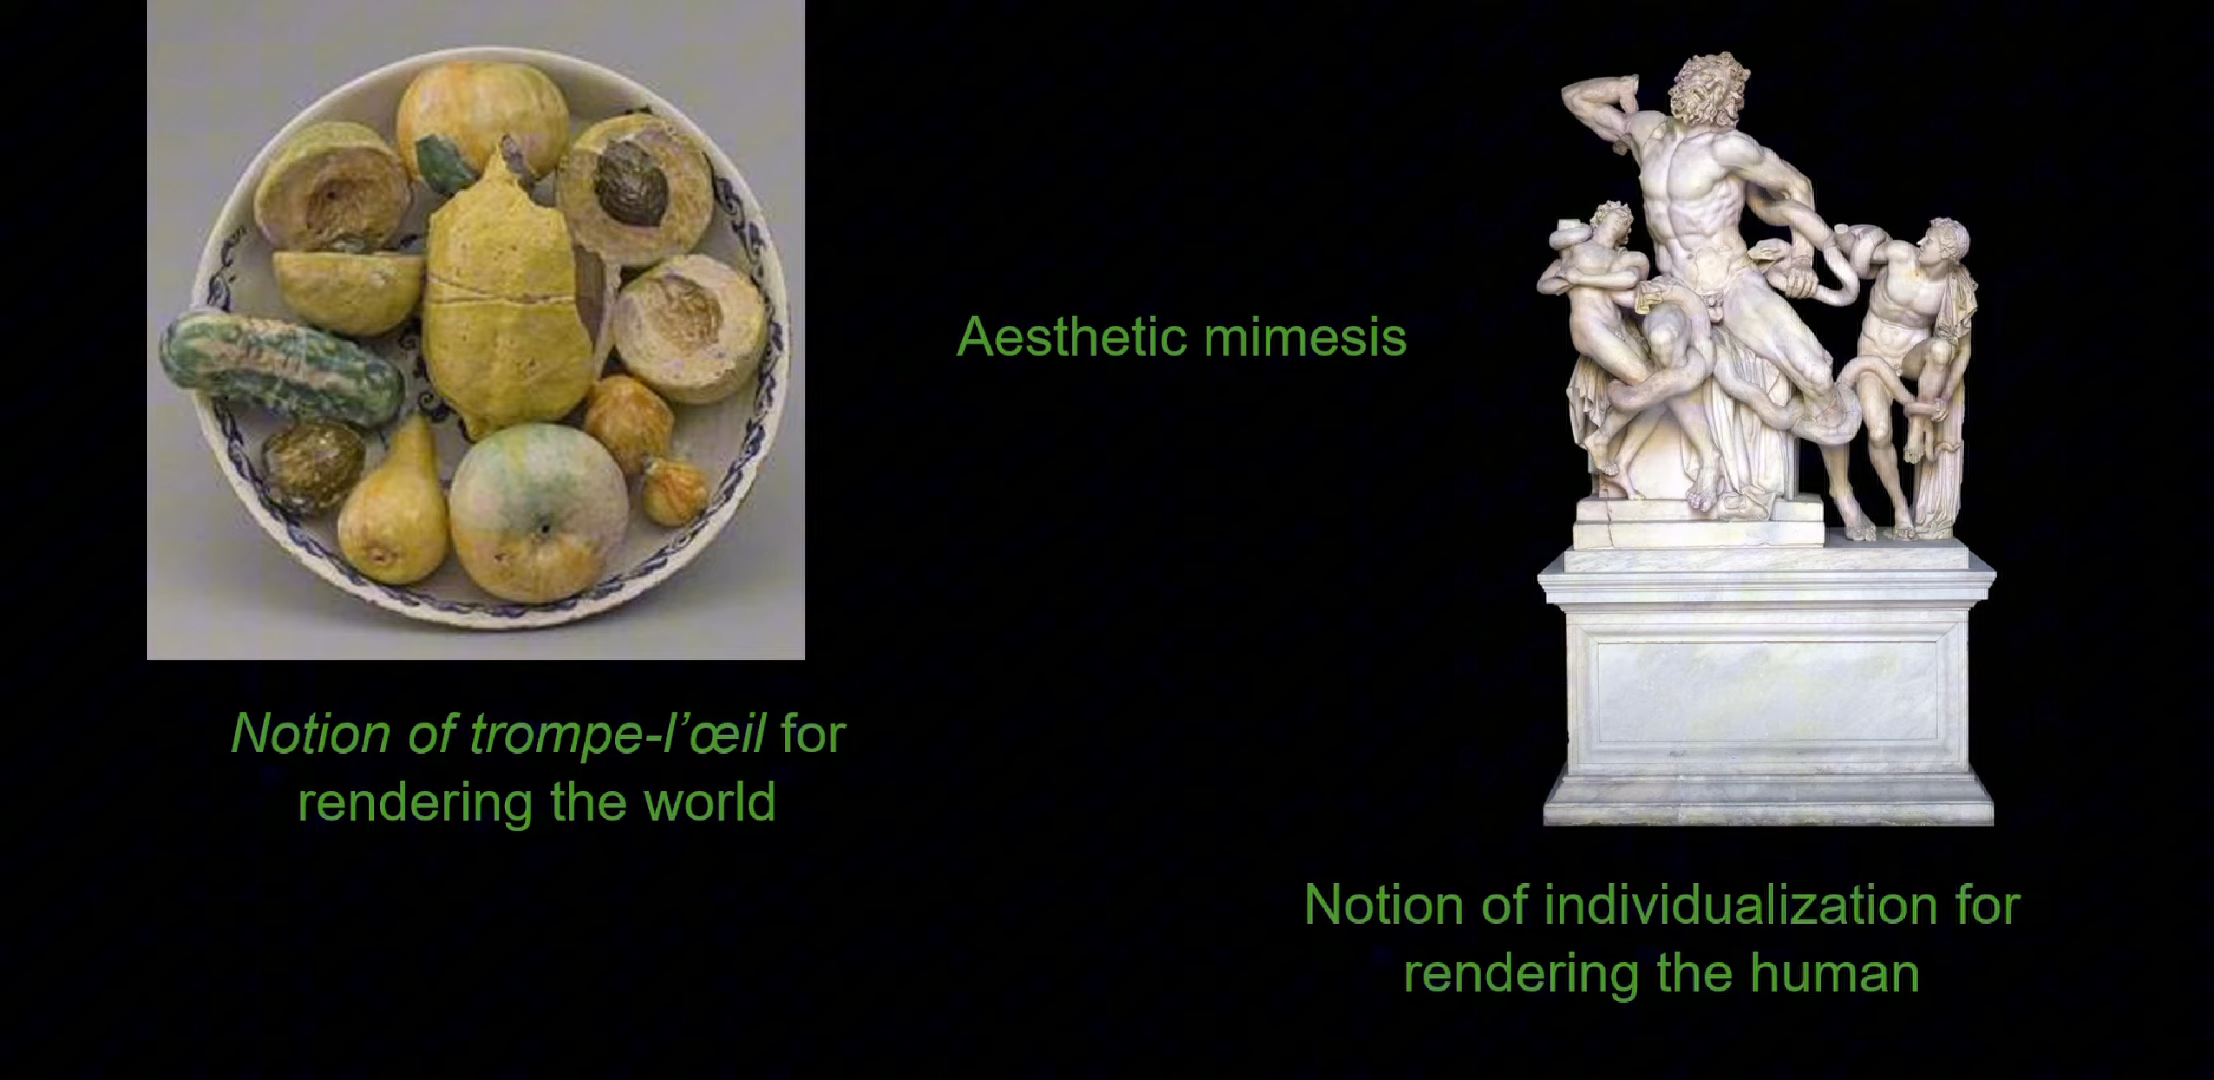 Aesthetic mimesis
Notion of trompe-l’œil for
rendering the world
Notion of individualization for
rendering the human